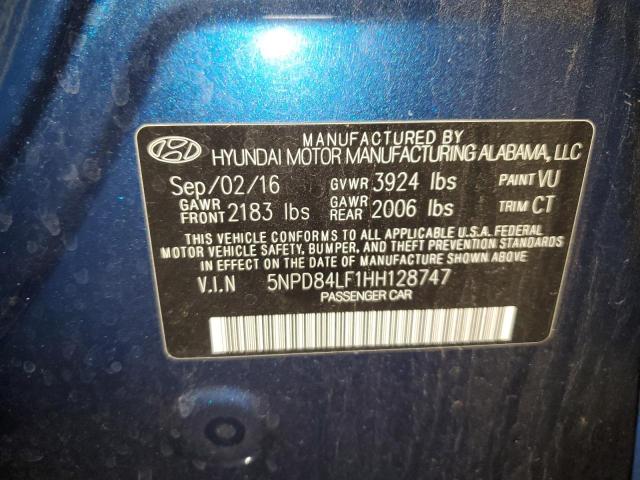 MANUFACTURED BY
HYUNDAI MOTOR MANUFACTURING ALABAMA, LLC
Sep/02/16 GVWR 3924 lbs PAINT VU
GAWR FRONT 2183 lbs GAWR REAR 2006 lbs TRIM CT
THIS VEHICLE CONFORMS TO ALL APPLICABLE U.S.A. FEDERAL
MOTOR VEHICLE SAFETY, BUMPER, AND THEFT PREVENTION STANDARDS
IN EFFECT ON THE DATE OF MANUFACTURE SHOWN ABOVE.
V.I.N 5NPD84LF1HH128747
PASSENGER CAR